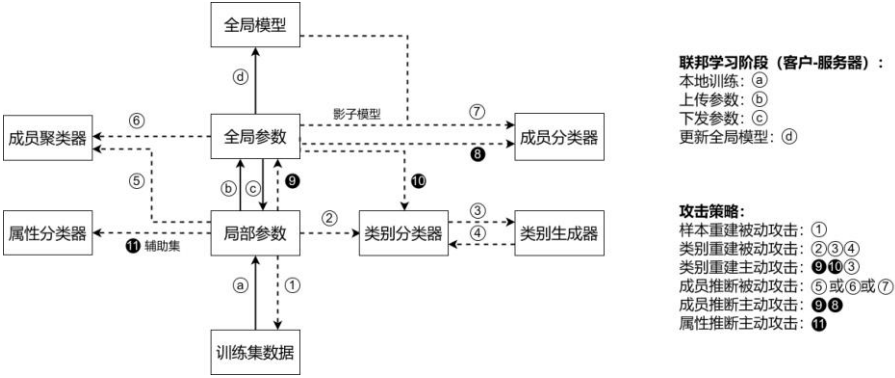 全局模型
ⓓ
影子模型
⑥
⑦
成员聚类器
全局参数
成员分类器
❽
⑤
ⓑ
ⓒ
❾
❿
②
③
④
属性分类器
局部参数
类别分类器
类别生成器
⓫ 辅助集
ⓐ
①
训练集数据
联邦学习阶段（客户-服务器）：
本地训练：ⓐ
上传参数：ⓑ
下发参数：ⓒ
更新全局模型：ⓓ
攻击策略：
样本重建被动攻击：①
类别重建被动攻击：②③④
类别重建主动攻击：❾❿③
成员推断被动攻击：⑤或⑥或⑦
成员推断主动攻击：❾❽
属性推断主动攻击：⓫